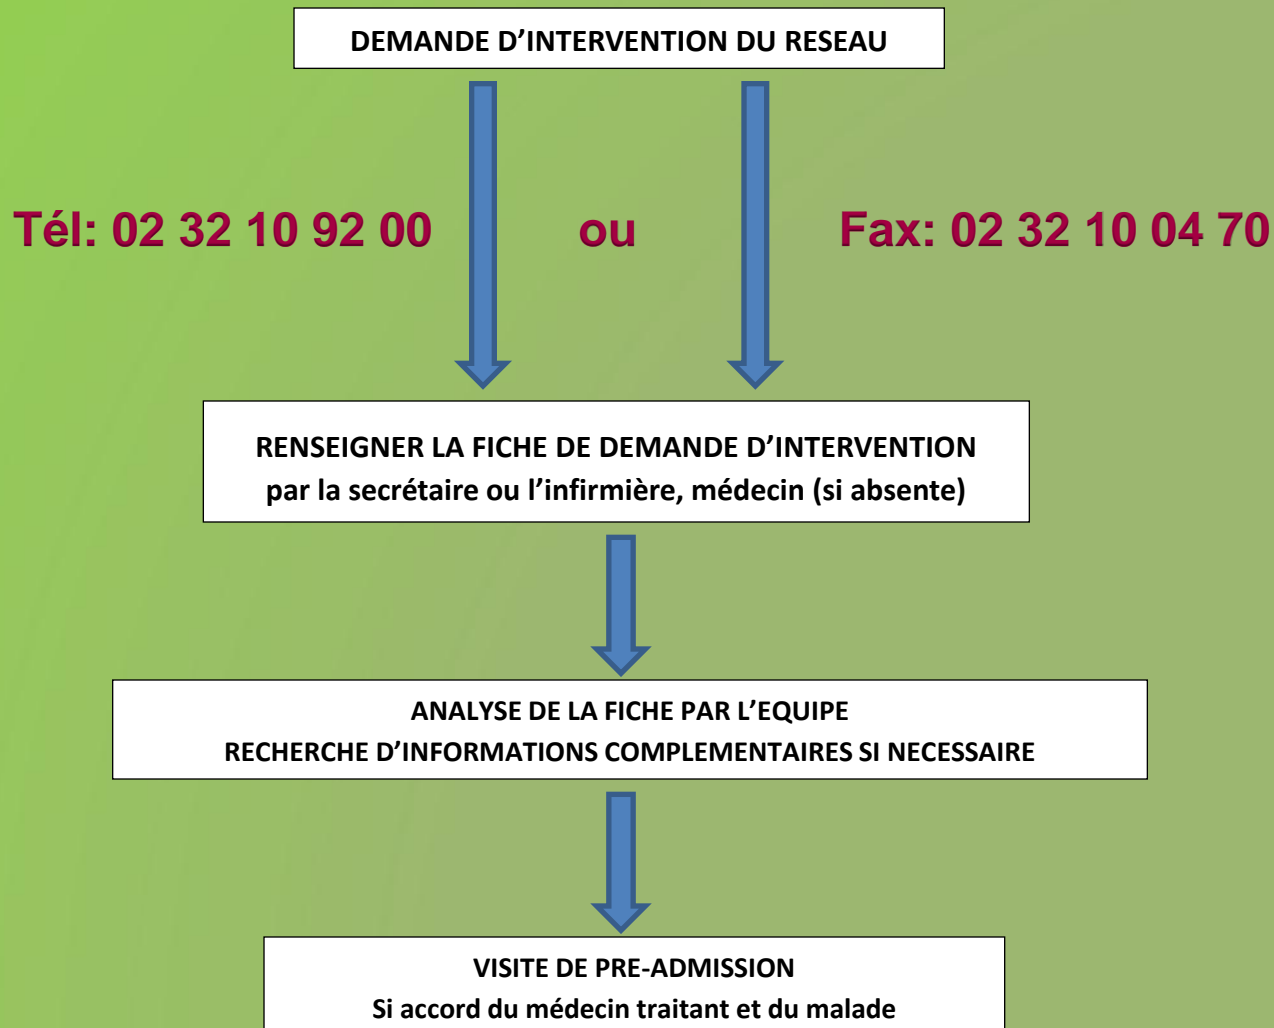 DEMANDE D’INTERVENTION DU RESEAU
Tél: 02 32 10 92 00 ou Fax: 02 32 10 04 70
RENSEIGNER LA FICHE DE DEMANDE D’INTERVENTION
par la secrétaire ou l’infirmière, médecin (si absente)
ANALYSE DE LA FICHE PAR L’EQUIPE
RECHERCHE D’INFORMATIONS COMPLEMENTAIRES SI NECESSAIRE
VISITE DE PRE-ADMISSION
Si accord du médecin traitant et du malade